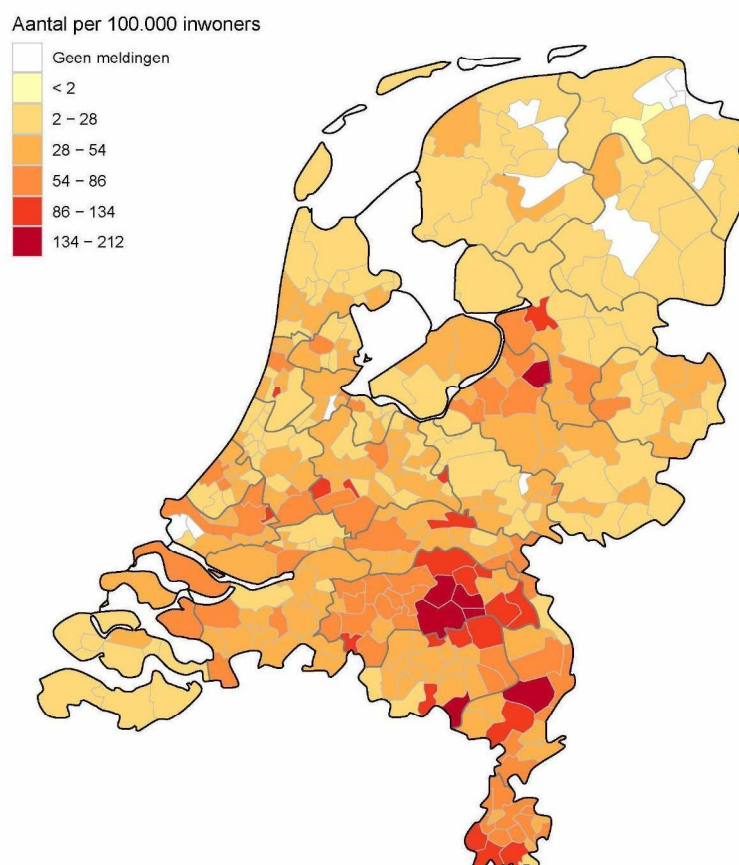 Aantal per 100.000 inwoners
Geen meldingen
< 2
2 – 28
28 – 54
54 – 86
86 – 134
134 – 212